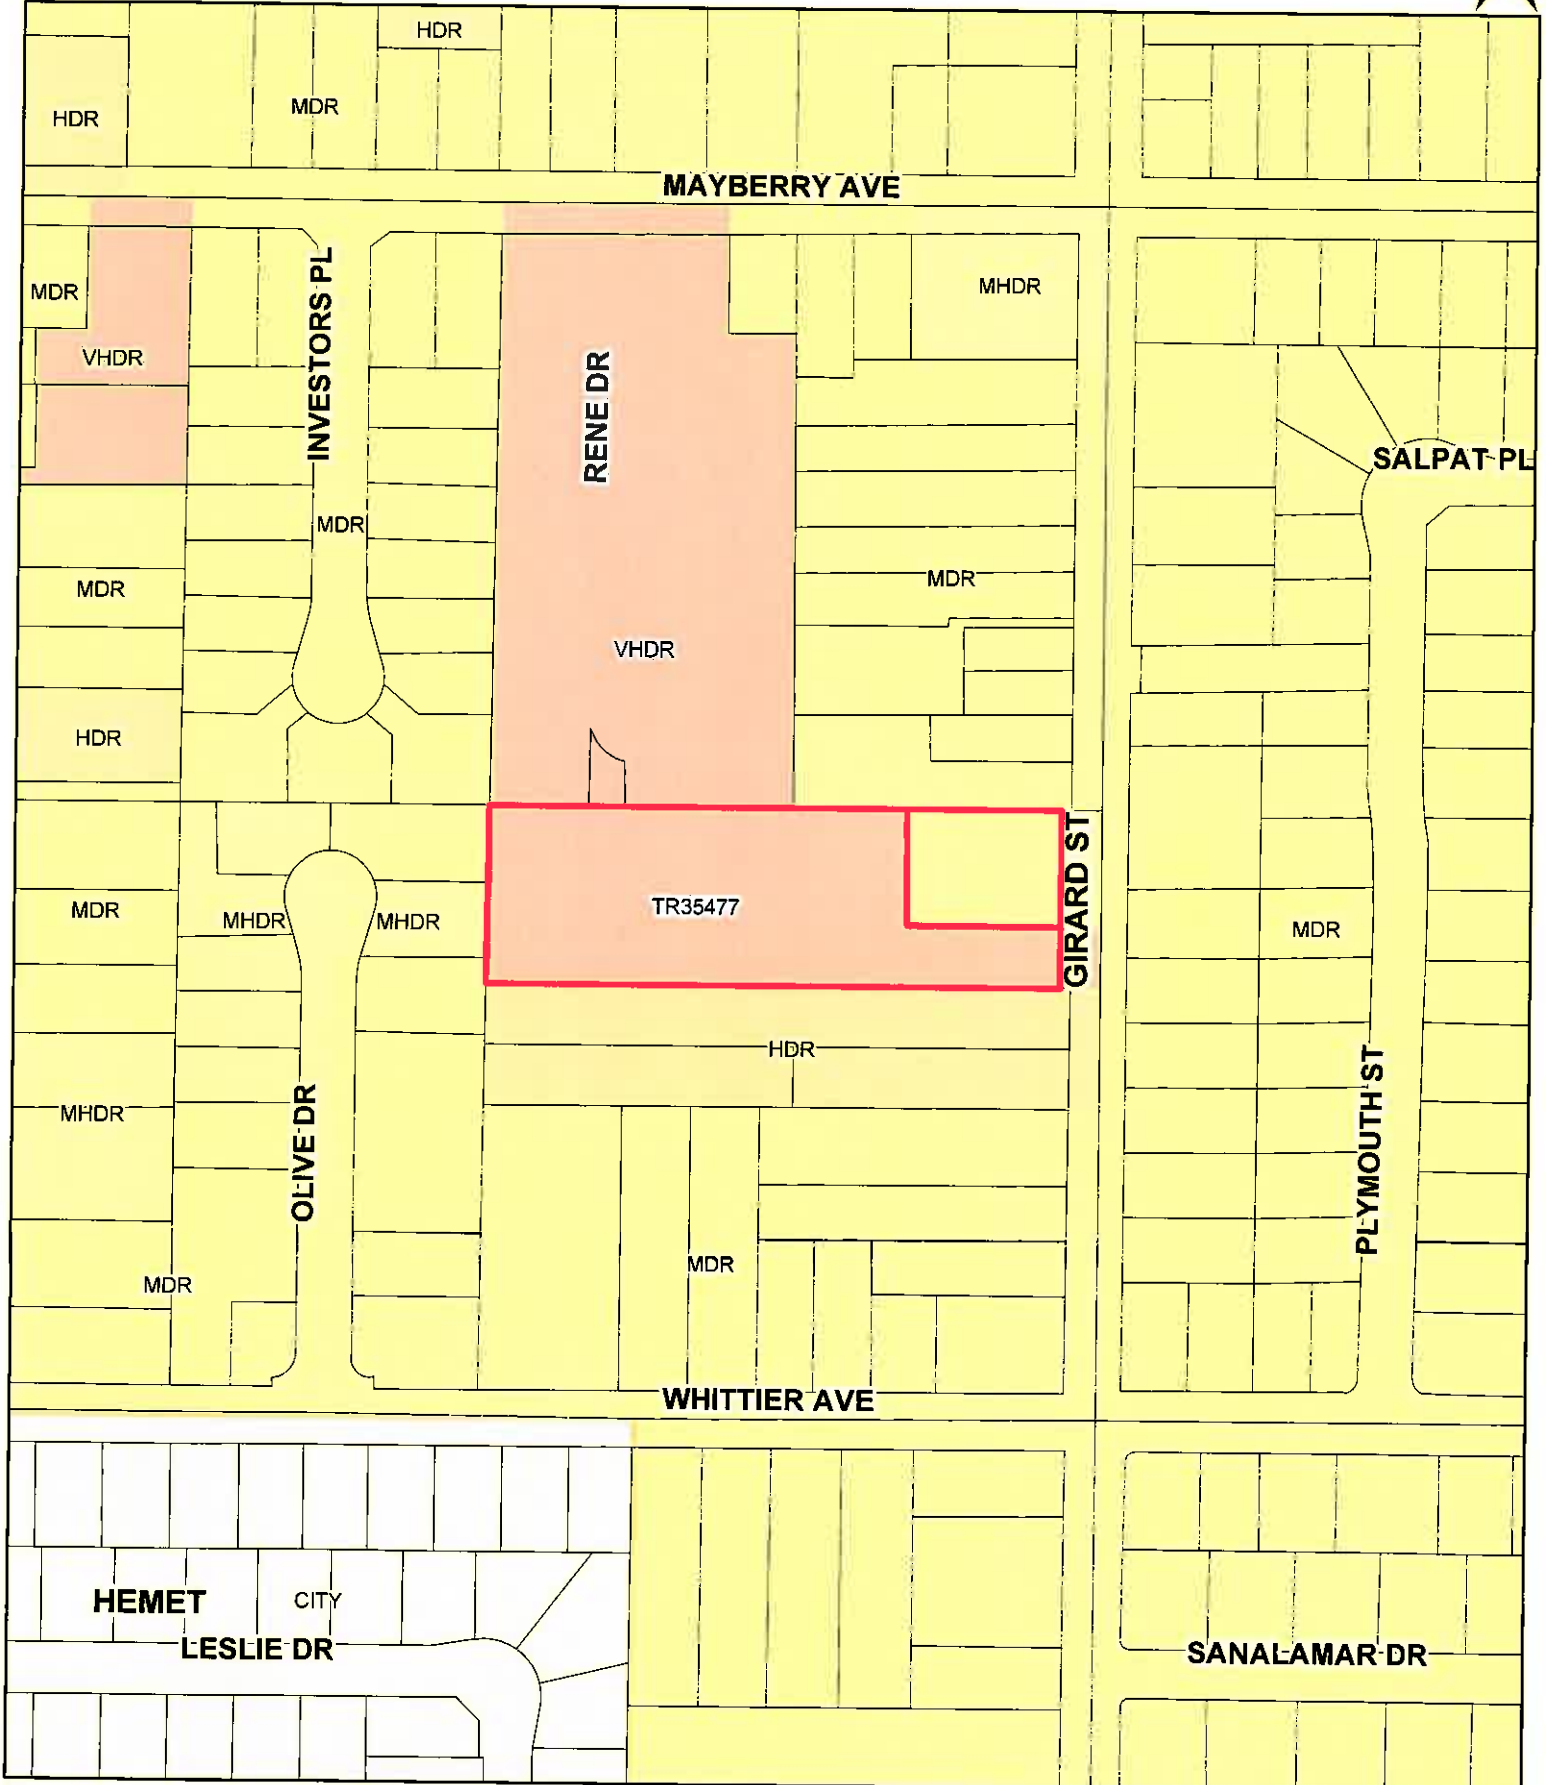 HDR
MDR
HDR
MAYBERRY AVE
INVESTORS PL
MHDR
MDR
VHDR
RENE DR
SALPAT PL
MDR
MDR
MDR
VHDR
HDR
GIRARD ST
TR35477
MDR
MHDR
MHDR
MDR
HDR
MHDR
OLIVE DR
PLYMOUTH ST
MDR
MDR
WHITTIER AVE
HEMET
CITY
LESLIE DR
SANALAMAR DR